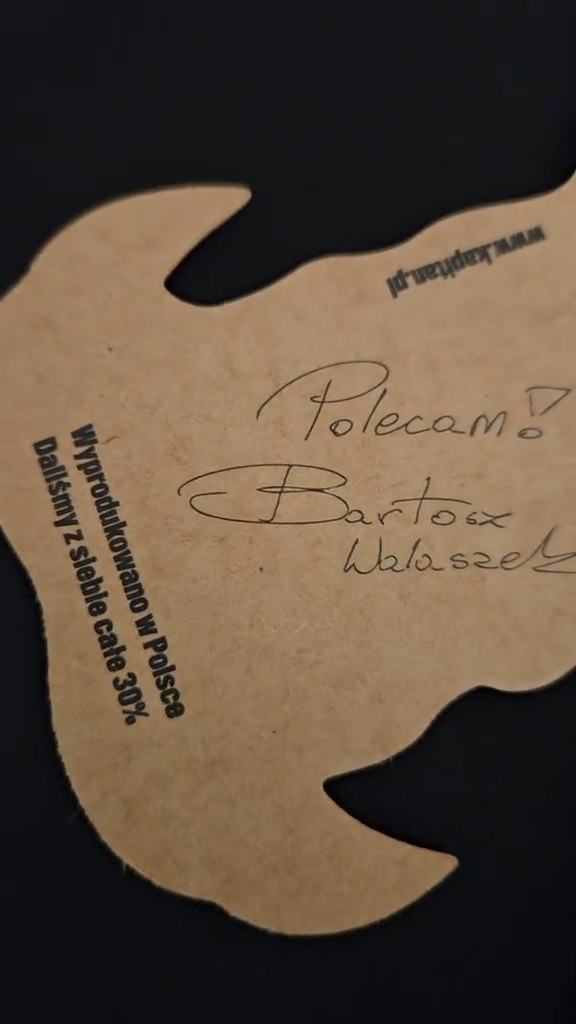 www.kapitan.pl
Polecam!
Bartosz
Walaszek
Wyprodukowano w Polsce
Daliśmy z siebie całe 30%